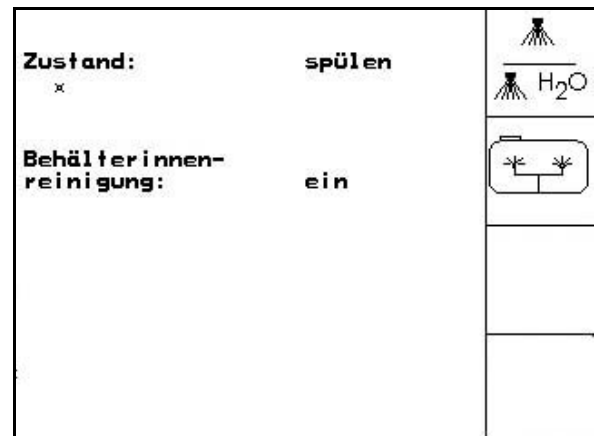 Zustand: spülen
x
H₂O
Behälterinnen-
reinigung: ein